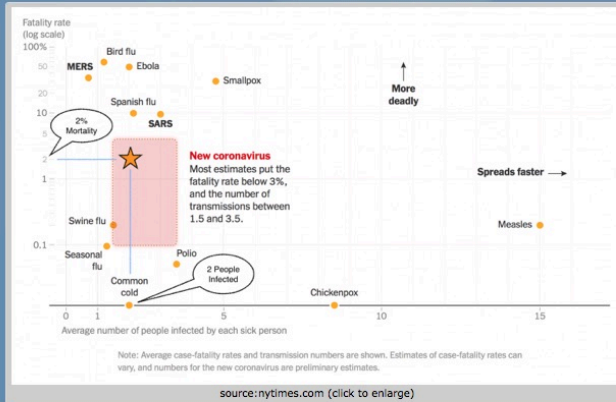 Fatality rate
(log scale)
100%
50
20
10
5
2
1
0.1
MERS
Bird flu
Ebola
Smallpox
Spanish flu
SARS
2%
Mortality
More
deadly
New coronavirus
Most estimates put the
fatality rate below 3%,
and the number of
transmissions between
1.5 and 3.5.
Spreads faster
Swine flu
Measles
Seasonal
flu
Polio
2 People
Infected
Common
cold
Chickenpox
0
1
5
10
15
Average number of people infected by each sick person
Note: Average case-fatality rates and transmission numbers are shown. Estimates of case-fatality rates can
vary, and numbers for the new coronavirus are preliminary estimates.
source:nytimes.com (click to enlarge)